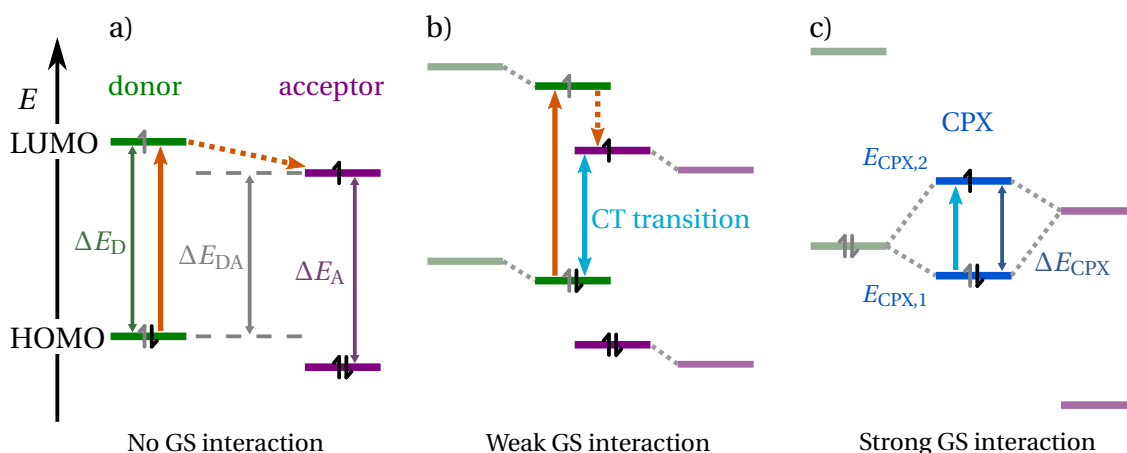 a)
b)
c)
E
donor
acceptor
LUMO
HOMO
ΔE_D
ΔE_DA
ΔE_A
CT transition
CPX
E_CPX,2
E_CPX,1
ΔE_CPX
No GS interaction
Weak GS interaction
Strong GS interaction